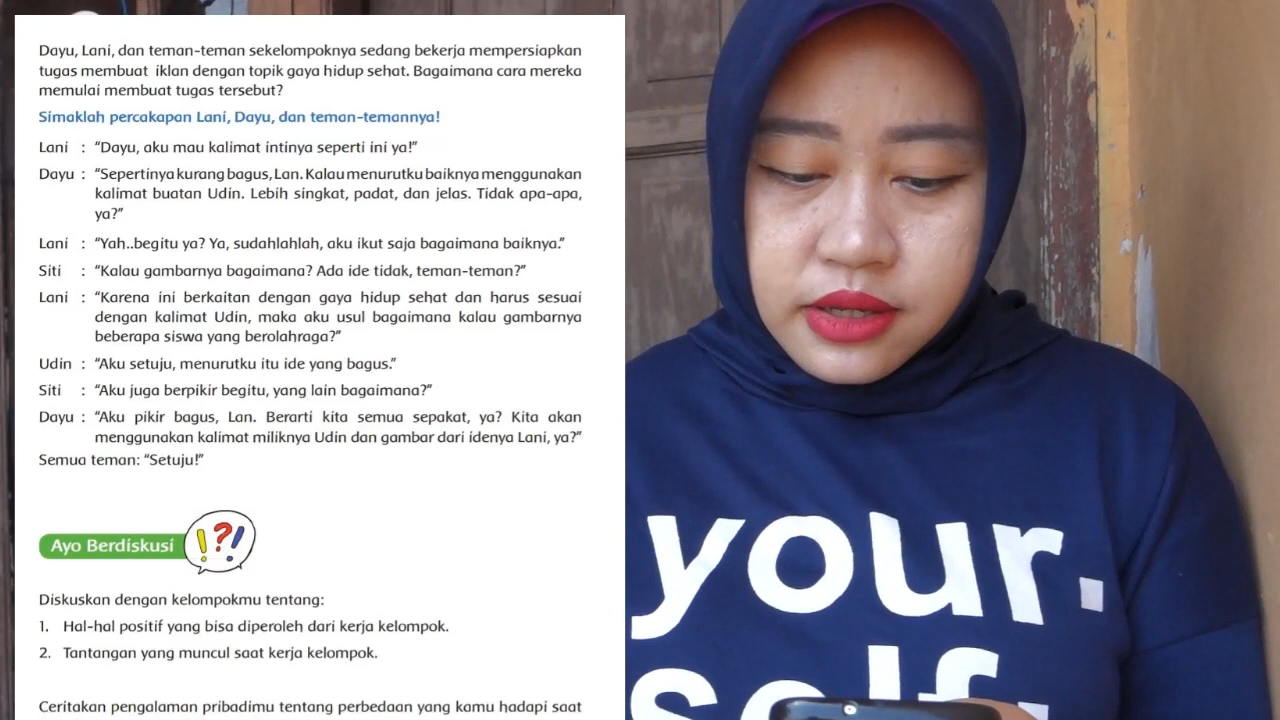 Dayu, Lani, dan teman-teman sekelompoknya sedang bekerja mempersiapkan
tugas membuat iklan dengan topik gaya hidup sehat. Bagaimana cara mereka
memulai membuat tugas tersebut?
Simaklah percakapan Lani, Dayu, dan teman-temannya!
Lani : “Dayu, aku mau kalimat intinya seperti ini ya!”
Dayu : “Sepertinya kurang bagus, Lan. Kalau menurutku baiknya menggunakan
kalimat buatan Udin. Lebih singkat, padat, dan jelas. Tidak apa-apa,
ya?”
Lani : “Yah..begitu ya? Ya, sudahlahlah, aku ikut saja bagaimana baiknya.”
Siti : “Kalau gambarnya bagaimana? Ada ide tidak, teman-teman?”
Lani : “Karena ini berkaitan dengan gaya hidup sehat dan harus sesuai
dengan kalimat Udin, maka aku usul bagaimana kalau gambarnya
beberapa siswa yang berolahraga?”
Udin : “Aku setuju, menurutku itu ide yang bagus.”
Siti : “Aku juga berpikir begitu, yang lain bagaimana?”
Dayu : “Aku pikir bagus, Lan. Berarti kita semua sepakat, ya? Kita akan
menggunakan kalimat miliknya Udin dan gambar dari idenya Lani, ya?”
Semua teman: “Setuju!”
Ayo Berdiskusi
!?!
Diskusikan dengan kelompokmu tentang:
1. Hal-hal positif yang bisa diperoleh dari kerja kelompok.
2. Tantangan yang muncul saat kerja kelompok.
Ceritakan pengalaman pribadimu tentang perbedaan yang kamu hadapi saat
your.
self.